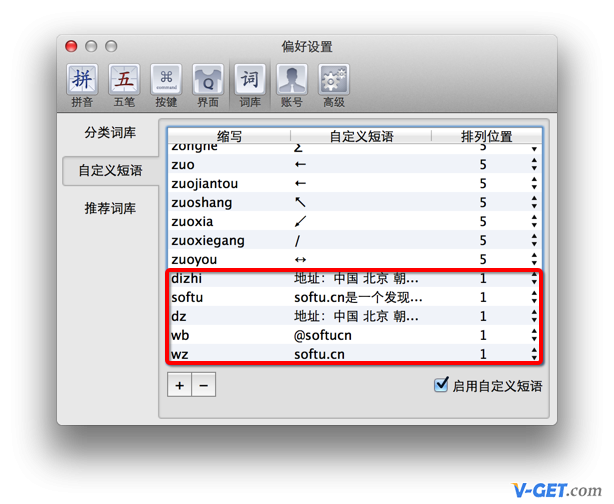 偏好设置
拼 五 ⌘ command Q 词
拼音 五笔 按键 界面 词库 账号 高级
分类词库
自定义短语
推荐词库
缩写 自定义短语 排列位置
zonghe Σ 5
zuo ← 5
zuojiantou ← 5
zuoshang ↖ 5
zuoxia ↙ 5
zuoxiegang / 5
zuoyou ↔ 5
dizhi 地址：中国 北京 朝... 1
softu softu.cn是一个发现... 1
dz 地址：中国 北京 朝... 1
wb @softucn 1
wz softu.cn 1
+ − 启用自定义短语
V-GET.com